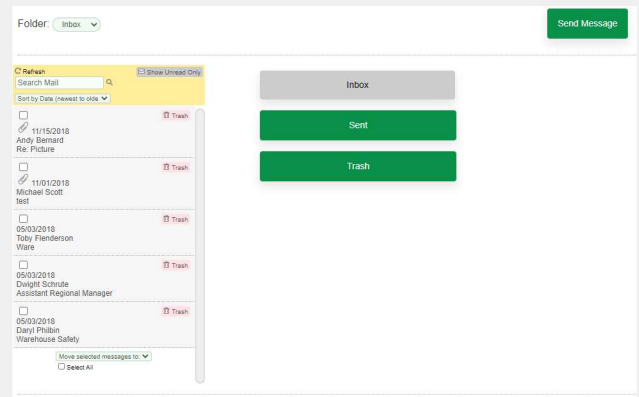 Folder: Inbox
Send Message
Refresh
Show Unread Only
Search Mail
Sort by Date (newest to olde
Trash
11/15/2018
Andy Bernard
Re: Picture
Trash
11/01/2018
Michael Scott
test
Trash
05/03/2018
Toby Flenderson
Ware
Trash
05/03/2018
Dwight Schrute
Assistant Regional Manager
Trash
05/03/2018
Daryl Philbin
Warehouse Safety
Move selected messages to:
Select All
Inbox
Sent
Trash